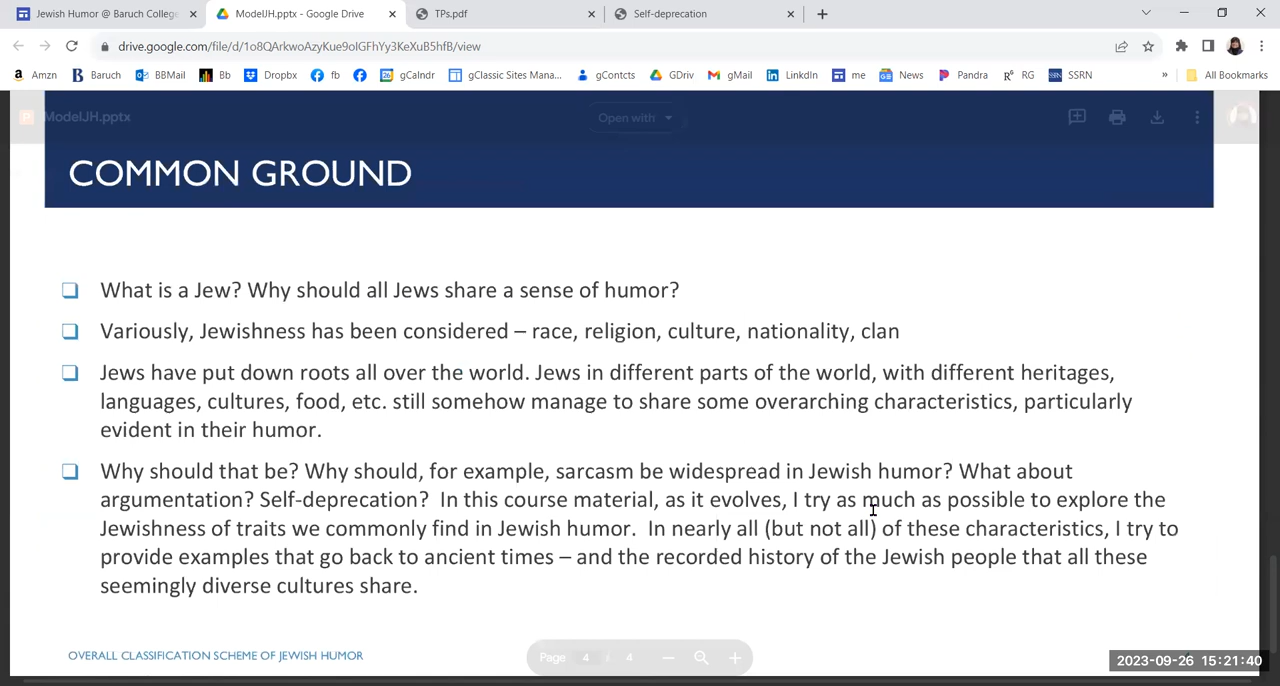 Jewish Humor @ Baruch College
ModelJH.pptx - Google Drive
TPs.pdf
Self-deprecation
drive.google.com/file/d/1o8QArkwoAzyKue9oIGFhYy3KeXuB5hfB/view
Amzn
Baruch
BBMail
Bb
Dropbx
fb
gCalndr
gClassic Sites Mana...
gContcts
GDriv
gMail
LinkdIn
me
News
Pandra
RG
SSRN
»
All Bookmarks
ModelJH.pptx
Open with
COMMON GROUND
What is a Jew? Why should all Jews share a sense of humor?
Variously, Jewishness has been considered – race, religion, culture, nationality, clan
Jews have put down roots all over the world. Jews in different parts of the world, with different heritages,
languages, cultures, food, etc. still somehow manage to share some overarching characteristics, particularly
evident in their humor.
Why should that be? Why should, for example, sarcasm be widespread in Jewish humor? What about
argumentation? Self-deprecation? In this course material, as it evolves, I try as much as possible to explore the
Jewishness of traits we commonly find in Jewish humor. In nearly all (but not all) of these characteristics, I try to
provide examples that go back to ancient times – and the recorded history of the Jewish people that all these
seemingly diverse cultures share.
OVERALL CLASSIFICATION SCHEME OF JEWISH HUMOR
Page 4 / 4
2023-09-26 15:21:40